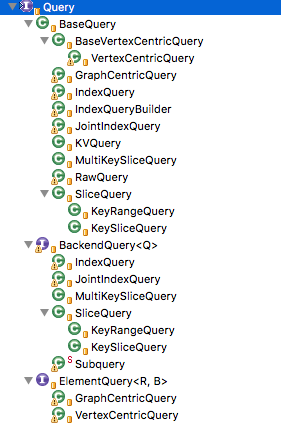 Query
BaseQuery
BaseVertexCentricQuery
VertexCentricQuery
GraphCentricQuery
IndexQuery
IndexQueryBuilder
JointIndexQuery
KVQuery
MultiKeySliceQuery
RawQuery
SliceQuery
KeyRangeQuery
KeySliceQuery
BackendQuery<Q>
IndexQuery
JointIndexQuery
MultiKeySliceQuery
SliceQuery
KeyRangeQuery
KeySliceQuery
Subquery
ElementQuery<R, B>
GraphCentricQuery
VertexCentricQuery